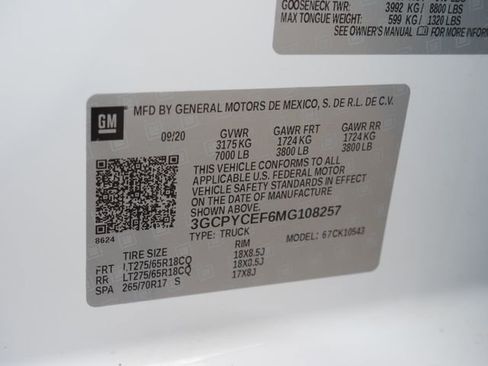 GOOSENECK TWR: 3992 KG/ 8800 LBS
MAX TONGUE WEIGHT: 599 KG/ 1320 LBS
SEE OWNER'S MANUAL FOR MORE
GM
MFD BY GENERAL MOTORS DE MEXICO, S. DE R.L. DE C.V.
09/20 GVWR GAWR FRT GAWR RR
3175 KG 1724 KG 1724 KG
7000 LB 3800 LB 3800 LB
THIS VEHICLE CONFORMS TO ALL
APPLICABLE U.S. FEDERAL MOTOR
VEHICLE SAFETY STANDARDS IN
EFFECT ON THE DATE OF
MANUFACTURE SHOWN ABOVE.
3GCPYCEF6MG108257
8624 TYPE: TRUCK MODEL: 67CK10543
TIRE SIZE RIM
FRT LT275/65R18CQ 18X8.5J
RR LT275/65R18CQ 18X8.5J
SPA 265/70R17 S 17X8J